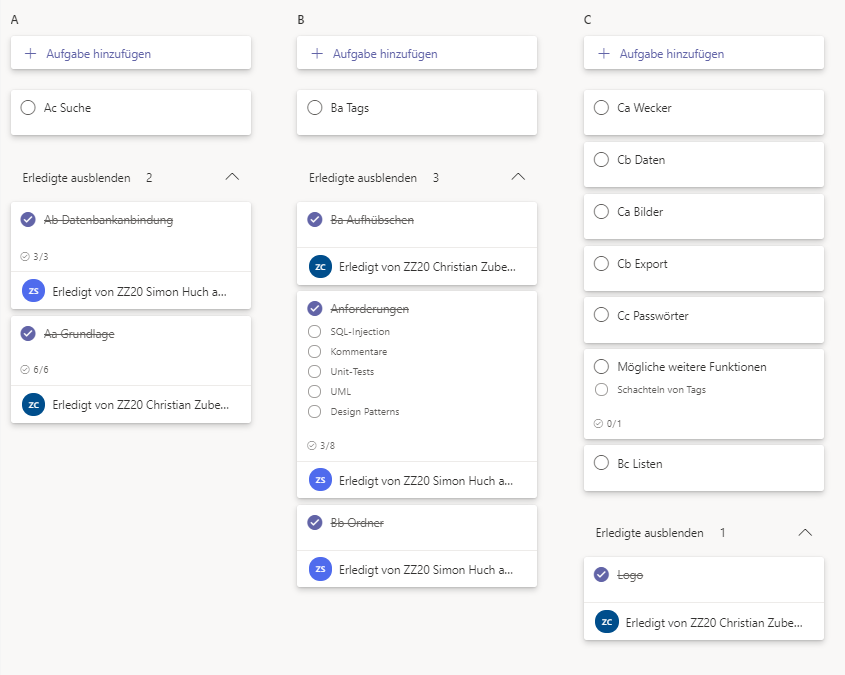 A
Aufgabe hinzufügen
Ac Suche
Erledigte ausblenden 2
Ab Datenbankanbindung
3/3
ZS Erledigt von ZZ20 Simon Huch a...
Aa Grundlage
6/6
ZC Erledigt von ZZ20 Christian Zube...
B
Aufgabe hinzufügen
Ba Tags
Erledigte ausblenden 3
Ba Aufhübschen
ZC Erledigt von ZZ20 Christian Zube...
Anforderungen
SQL-Injection
Kommentare
Unit-Tests
UML
Design Patterns
3/8
ZS Erledigt von ZZ20 Simon Huch a...
Bb Ordner
ZS Erledigt von ZZ20 Simon Huch a...
C
Aufgabe hinzufügen
Ca Wecker
Cb Daten
Ca Bilder
Cb Export
Cc Passwörter
Mögliche weitere Funktionen
Schachteln von Tags
0/1
Bc Listen
Erledigte ausblenden 1
Logo
ZC Erledigt von ZZ20 Christian Zube...